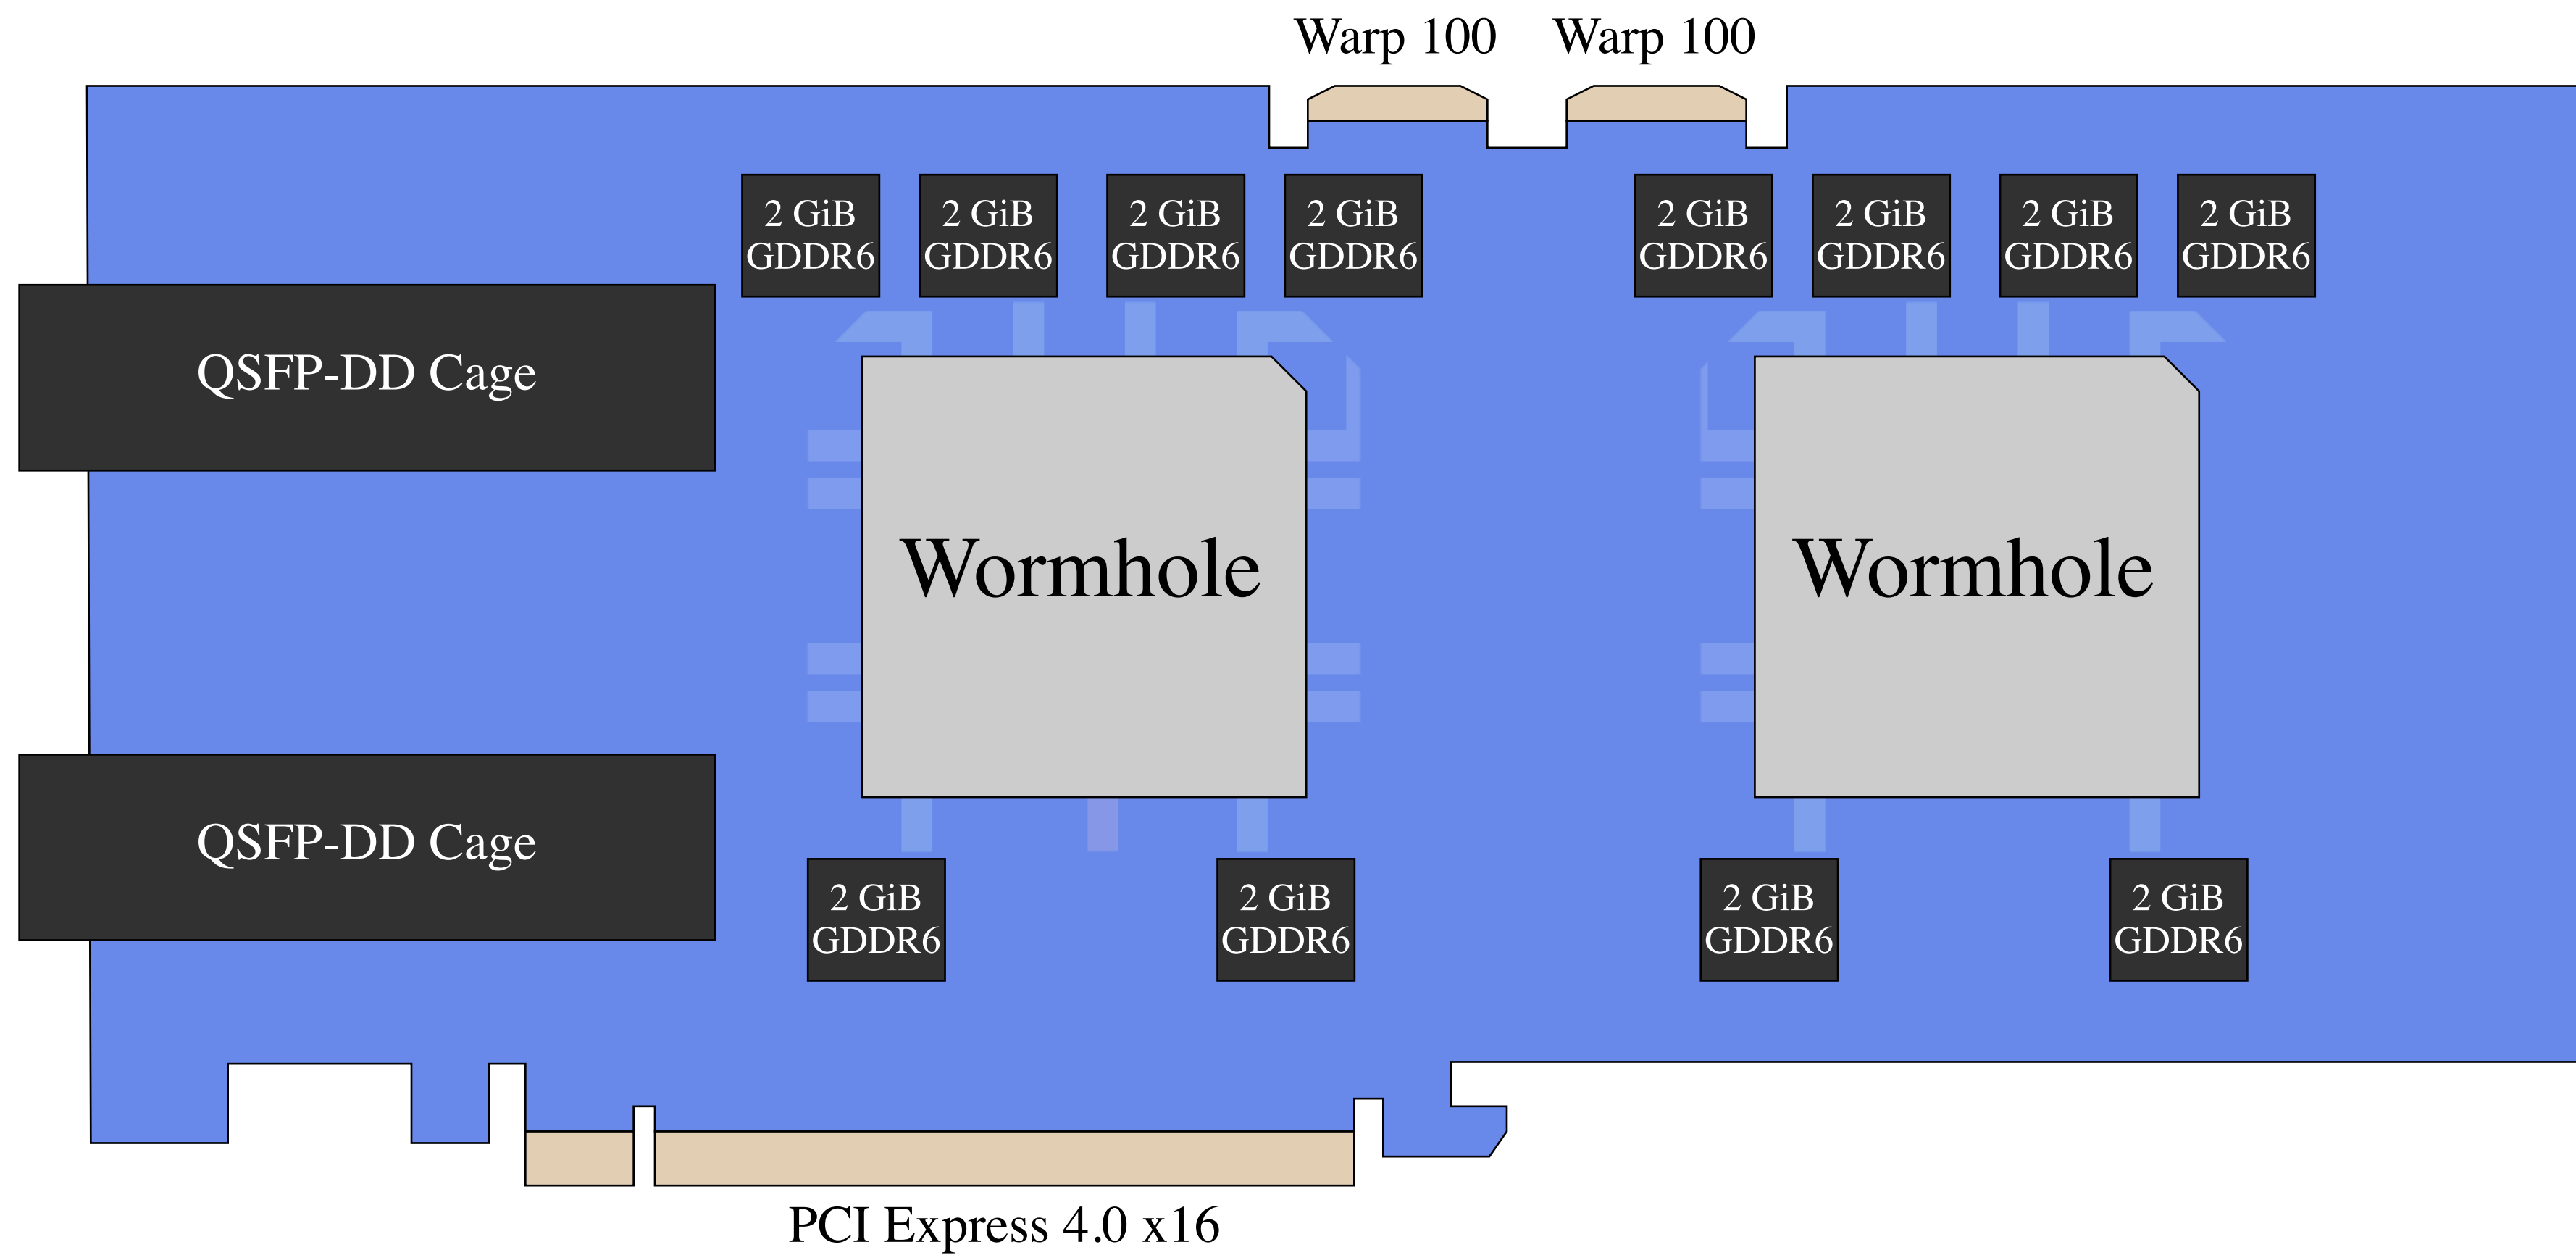 Warp 100 Warp 100
2 GiB 2 GiB 2 GiB 2 GiB 2 GiB 2 GiB 2 GiB 2 GiB
GDDR6 GDDR6 GDDR6 GDDR6 GDDR6 GDDR6 GDDR6 GDDR6
QSFP-DD Cage
Wormhole Wormhole
QSFP-DD Cage
2 GiB 2 GiB 2 GiB 2 GiB
GDDR6 GDDR6 GDDR6 GDDR6
PCI Express 4.0 x16